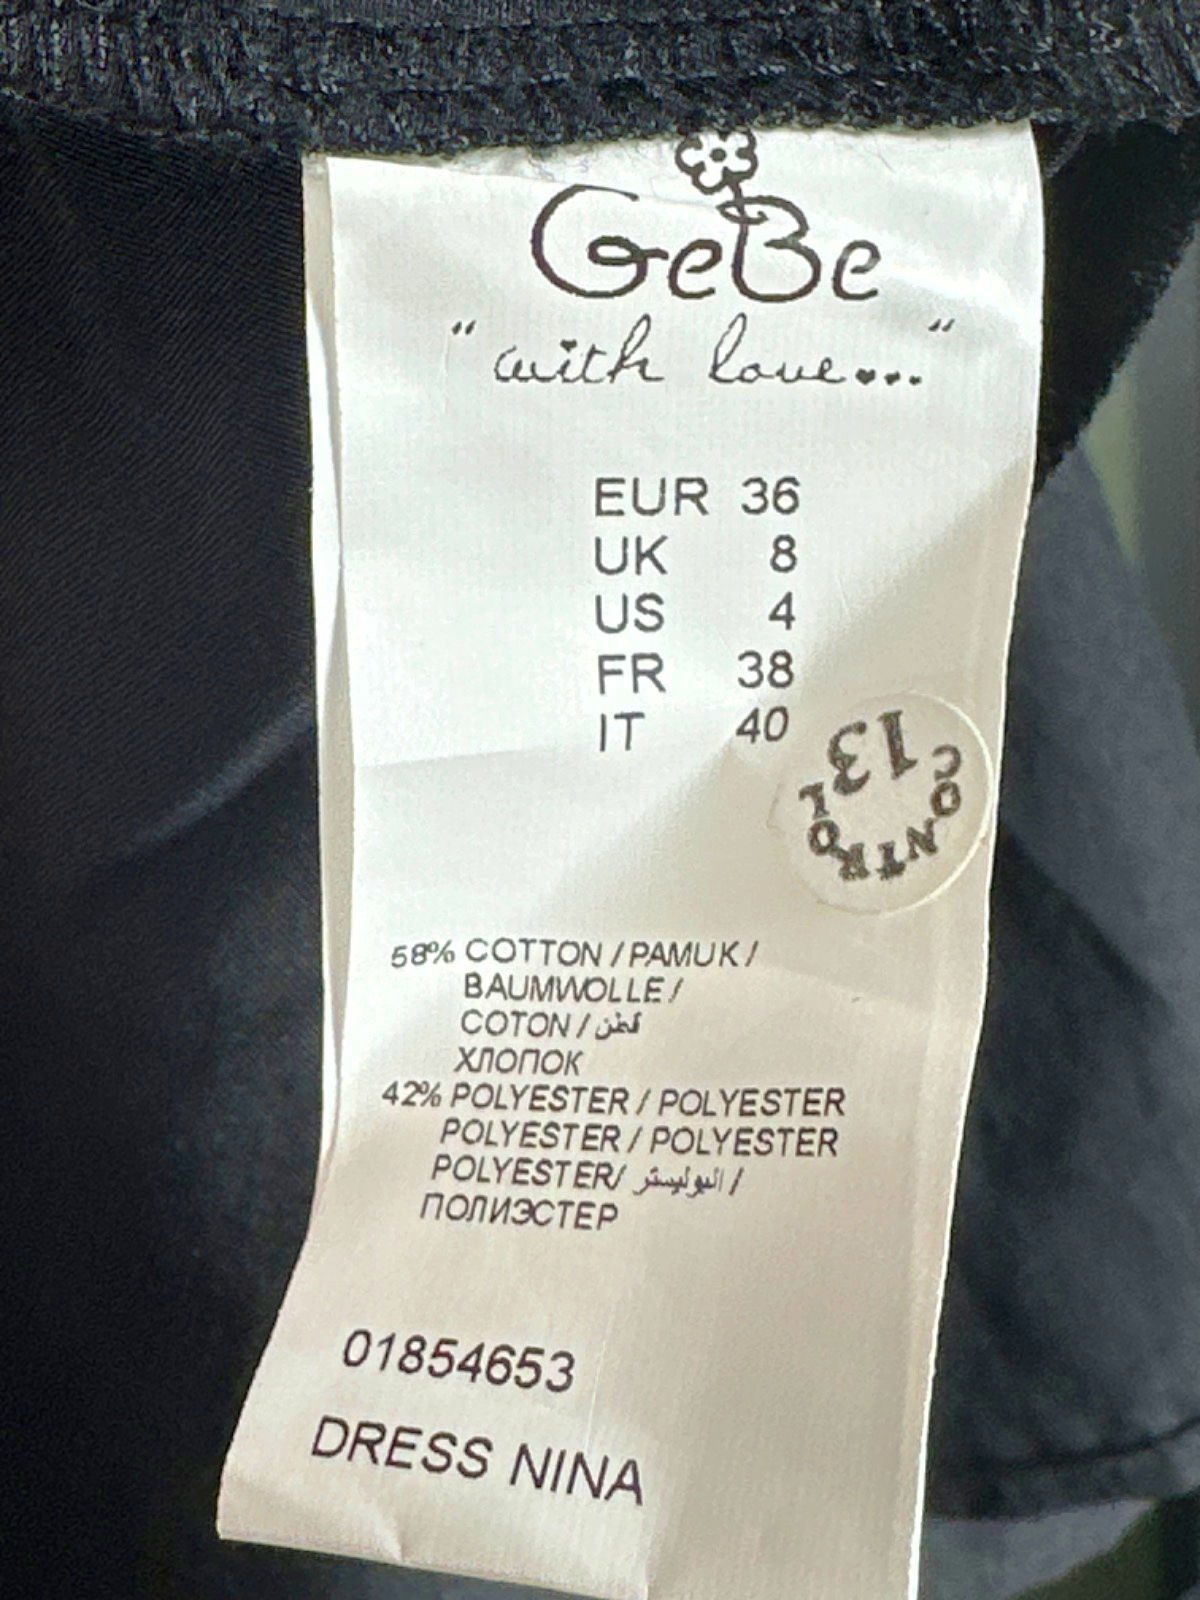 GeBe
"with love..."
EUR 36
UK 8
US 4
FR 38
IT 40
13
CONTROL
58% COTTON / PAMUK /
BAUMWOLLE /
COTON / قطن
ХЛОПОК
42% POLYESTER / POLYESTER
POLYESTER / POLYESTER
POLYESTER/ البوليستر /
ПОЛИЭСТЕР
01854653
DRESS NINA